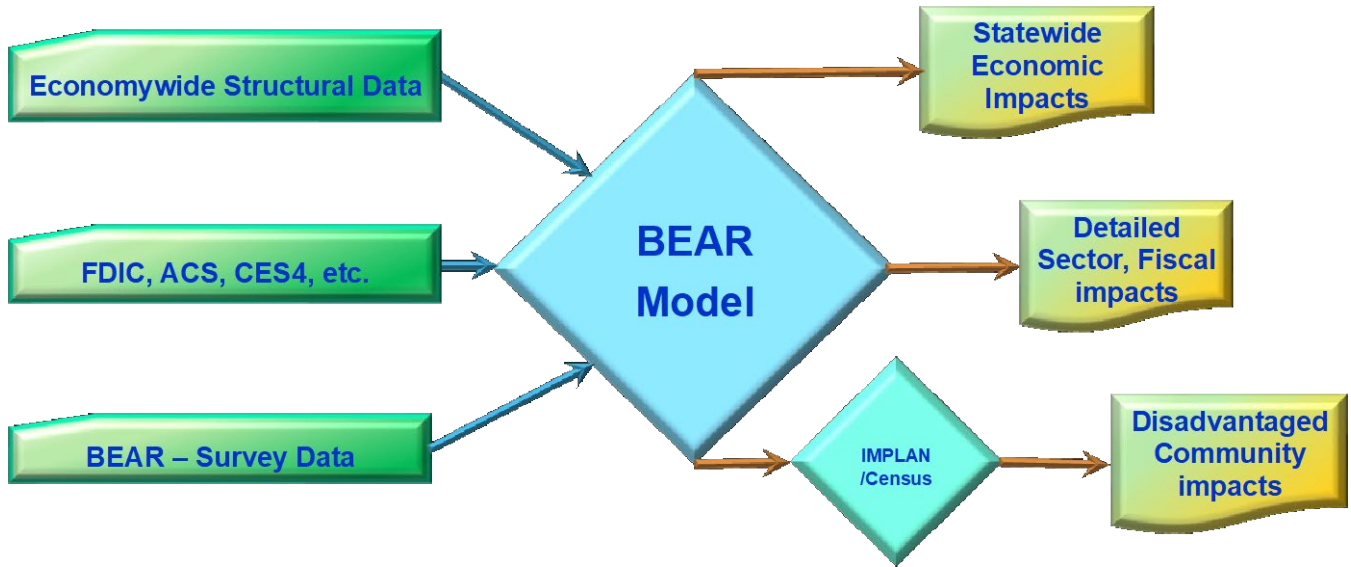 Economywide Structural Data
FDIC, ACS, CES4, etc.
BEAR – Survey Data
BEAR
Model
IMPLAN
/Census
Statewide
Economic
Impacts
Detailed
Sector, Fiscal
impacts
Disadvantaged
Community
impacts